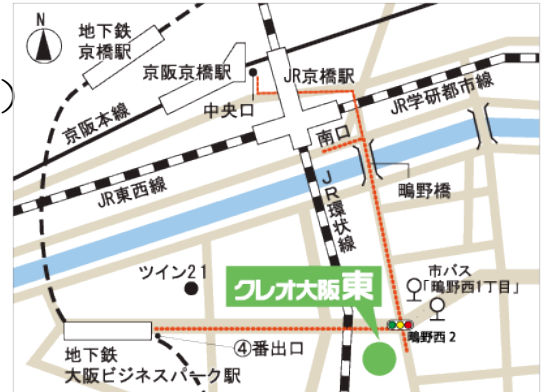 N
地下鉄
京橋駅
京阪京橋駅
JR京橋駅
中央口
京阪本線
JR学研都市線
南口
JR東西線
JR環状線
鴫野橋
ツイン21
クレオ大阪東
市バス
「鴫野西1丁目」
鴫野西2
④番出口
地下鉄
大阪ビジネスパーク駅